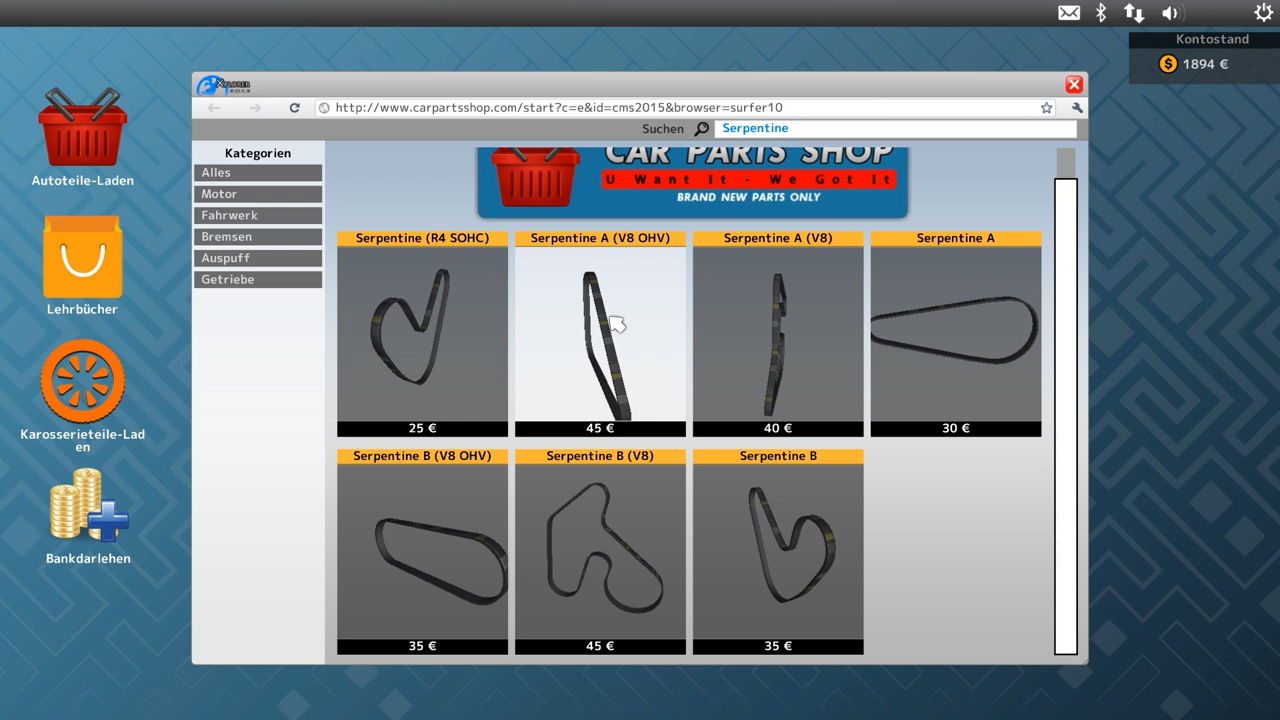 Kontostand
1894 €
XPLORER
http://www.carpartsshop.com/start?c=e&id=cms2015&browser=surfer10
Suchen
Serpentine
Autoteile-Laden
Lehrbücher
Karosserieteile-Lad
en
Bankdarlehen
Kategorien
Alles
Motor
Fahrwerk
Bremsen
Auspuff
Getriebe
CAR PARTS SHOP
U Want It - We Got It
BRAND NEW PARTS ONLY
Serpentine (R4 SOHC)
Serpentine A (V8 OHV)
Serpentine A (V8)
Serpentine A
25 €
45 €
40 €
30 €
Serpentine B (V8 OHV)
Serpentine B (V8)
Serpentine B
35 €
45 €
35 €